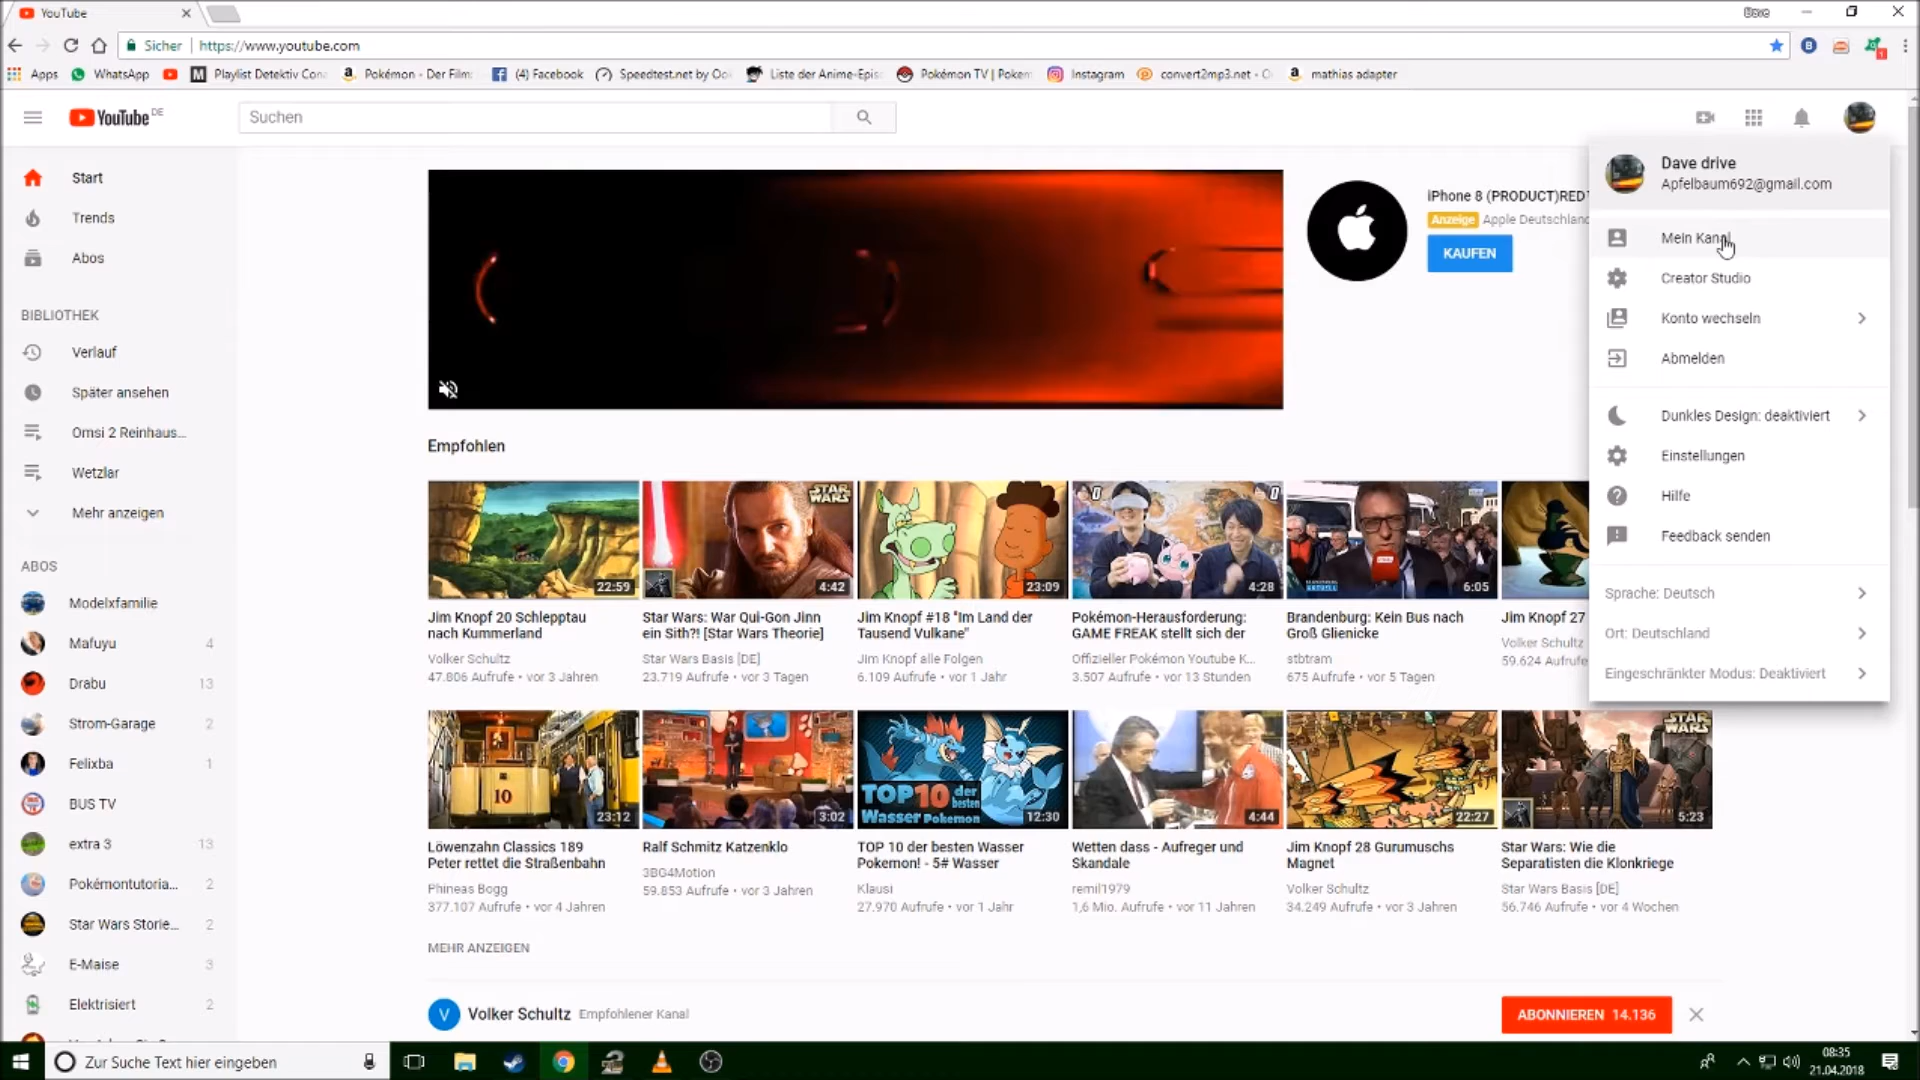 YouTube
Dave
Sicher
https://www.youtube.com
Apps
WhatsApp
Playlist Detektiv Con
Pokémon - Der Film:
(4) Facebook
Speedtest.net by Oo
Liste der Anime-Epis
Pokémon TV | Pokem
Instagram
convert2mp3.net - O
mathias adapter
YouTube DE
Suchen
Start
Trends
Abos
BIBLIOTHEK
Verlauf
Später ansehen
Omsi 2 Reinhaus...
Wetzlar
Mehr anzeigen
ABOS
Modelxfamilie
Mafuyu 4
Drabu 13
Strom-Garage 2
Felixba 1
BUS TV
extra 3 13
Pokémontutoria... 2
Star Wars Storie... 2
E-Maise 3
Elektrisiert 2
iPhone 8 (PRODUCT)RED
Anzeige Apple Deutschland
KAUFEN
Dave drive
Apfelbaum692@gmail.com
Mein Kanal
Creator Studio
Konto wechseln
Abmelden
Dunkles Design: deaktiviert
Einstellungen
Hilfe
Feedback senden
Sprache: Deutsch
Ort: Deutschland
Eingeschränkter Modus: Deaktiviert
Empfohlen
22:59
Jim Knopf 20 Schlepptau
nach Kummerland
Volker Schultz
47.806 Aufrufe • vor 3 Jahren
STAR WARS
4:42
Star Wars: War Qui-Gon Jinn
ein Sith?! [Star Wars Theorie]
Star Wars Basis [DE]
23.719 Aufrufe • vor 3 Tagen
23:09
Jim Knopf #18 "Im Land der
Tausend Vulkane"
Jim Knopf alle Folgen
6.109 Aufrufe • vor 1 Jahr
0
0
4:28
Pokémon-Herausforderung:
GAME FREAK stellt sich der
Offizieller Pokémon Youtube K...
3.507 Aufrufe • vor 13 Stunden
6:05
Brandenburg: Kein Bus nach
Groß Glienicke
stbtram
675 Aufrufe • vor 5 Tagen
Jim Knopf 27
Volker Schultz
59.624 Aufrufe
10
23:12
Löwenzahn Classics 189
Peter rettet die Straßenbahn
Phineas Bogg
377.107 Aufrufe • vor 4 Jahren
3:02
Ralf Schmitz Katzenklo
3BG4Motion
59.853 Aufrufe • vor 3 Jahren
TOP 10 der besten
Wasser Pokemon
12:30
TOP 10 der besten Wasser
Pokemon! - 5# Wasser
Klausi
27.970 Aufrufe • vor 1 Jahr
4:44
Wetten dass - Aufreger und
Skandale
remil1979
1,6 Mio. Aufrufe • vor 11 Jahren
22:27
Jim Knopf 28 Gurumuschs
Magnet
Volker Schultz
34.249 Aufrufe • vor 3 Jahren
STAR WARS
5:23
Star Wars: Wie die
Separatisten die Klonkriege
Star Wars Basis [DE]
56.746 Aufrufe • vor 4 Wochen
MEHR ANZEIGEN
V
Volker Schultz Empfohlener Kanal
ABONNIEREN 14.136
Zur Suche Text hier eingeben
08:35
21.04.2018